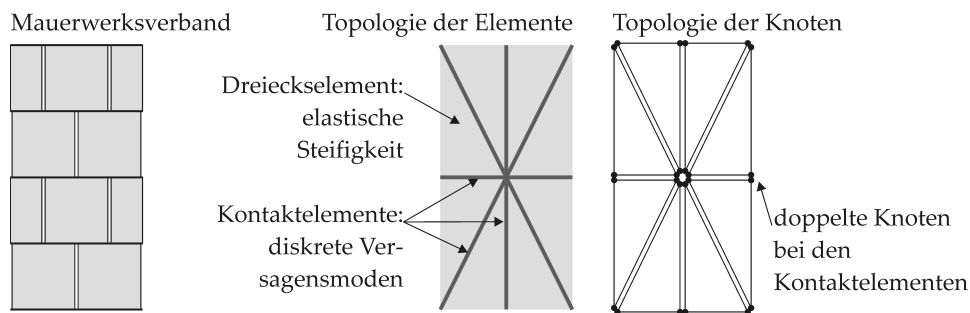 Mauerwerksverband
Topologie der Elemente
Topologie der Knoten
Dreieckselement:
elastische
Steifigkeit
Kontaktelemente:
diskrete Ver-
sagensmoden
doppelte Knoten
bei den
Kontaktelementen